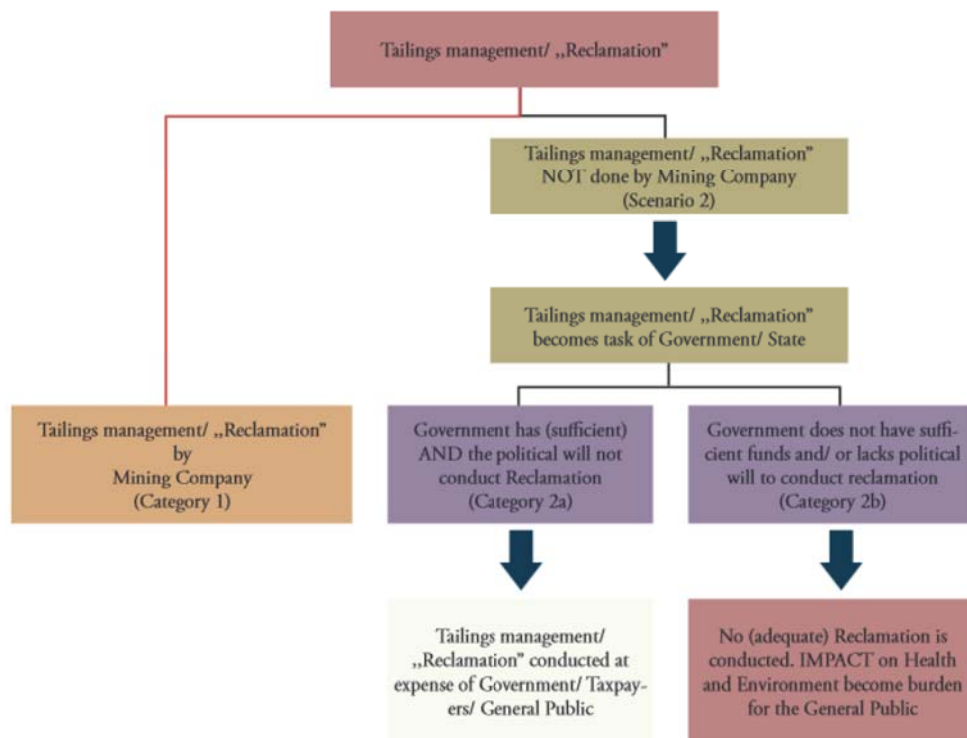 Tailings management/ ,,Reclamation”
Tailings management/ ,,Reclamation”
NOT done by Mining Company
(Scenario 2)
Tailings management/ ,,Reclamation”
becomes task of Government/ State
Tailings management/ ,,Reclamation”
by
Mining Company
(Category 1)
Government has (sufficient)
AND the political will not
conduct Reclamation
(Category 2a)
Government does not have suffi-
cient funds and/ or lacks political
will to conduct reclamation
(Category 2b)
Tailings management/
,,Reclamation” conducted at
expense of Government/ Taxpay-
ers/ General Public
No (adequate) Reclamation is
conducted. IMPACT on Health
and Environment become burden
for the General Public